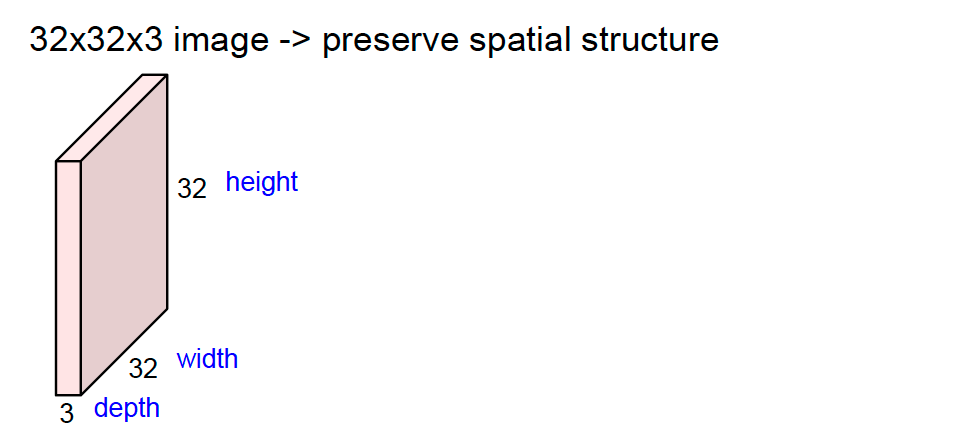 32x32x3 image -> preserve spatial structure
32 height
32 width
3 depth